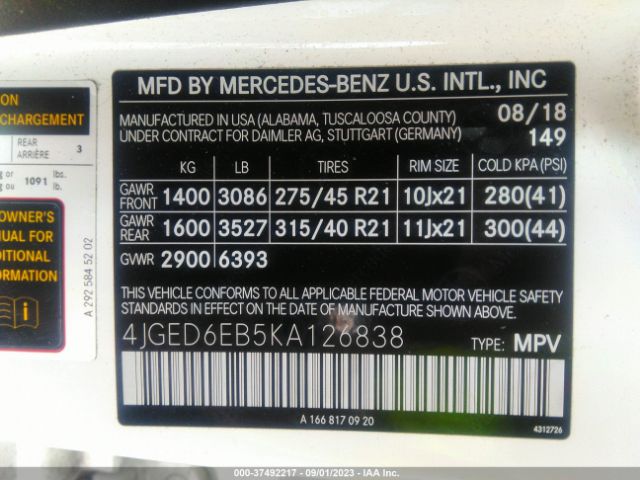 ION
CHARGEMENT
REAR
ARRIÈRE
3
g
g ou 1091 lbs.
lb.
OWNER'S
NUAL FOR
DITIONAL
FORMATION
A 292 584 52 02
MFD BY MERCEDES-BENZ U.S. INTL., INC
MANUFACTURED IN USA (ALABAMA, TUSCALOOSA COUNTY) 08/18
UNDER CONTRACT FOR DAIMLER AG, STUTTGART (GERMANY) 149
KG LB TIRES RIM SIZE COLD KPA (PSI)
GAWR FRONT 1400 3086 275/45 R21 10Jx21 280(41)
GAWR REAR 1600 3527 315/40 R21 11Jx21 300(44)
GVWR 2900 6393
THIS VEHICLE CONFORMS TO ALL APPLICABLE FEDERAL MOTOR VEHICLE SAFETY
STANDARDS IN EFFECT ON THE DATE OF MANUFACTURE SHOWN ABOVE.
4JGED6EB5KA126838 TYPE: MPV
A 166 817 09 20
4312726
000-37492217 - 09/01/2023 - IAA Inc.